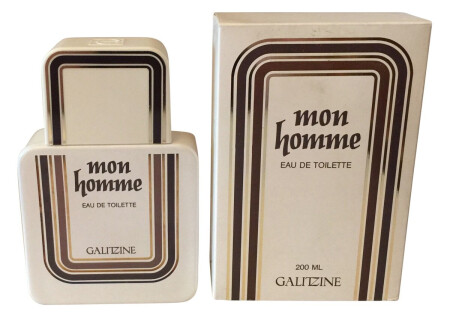 mon
homme
EAU DE TOILETTE
GALITZINE
mon
homme
EAU DE TOILETTE
200 ML
GALITZINE